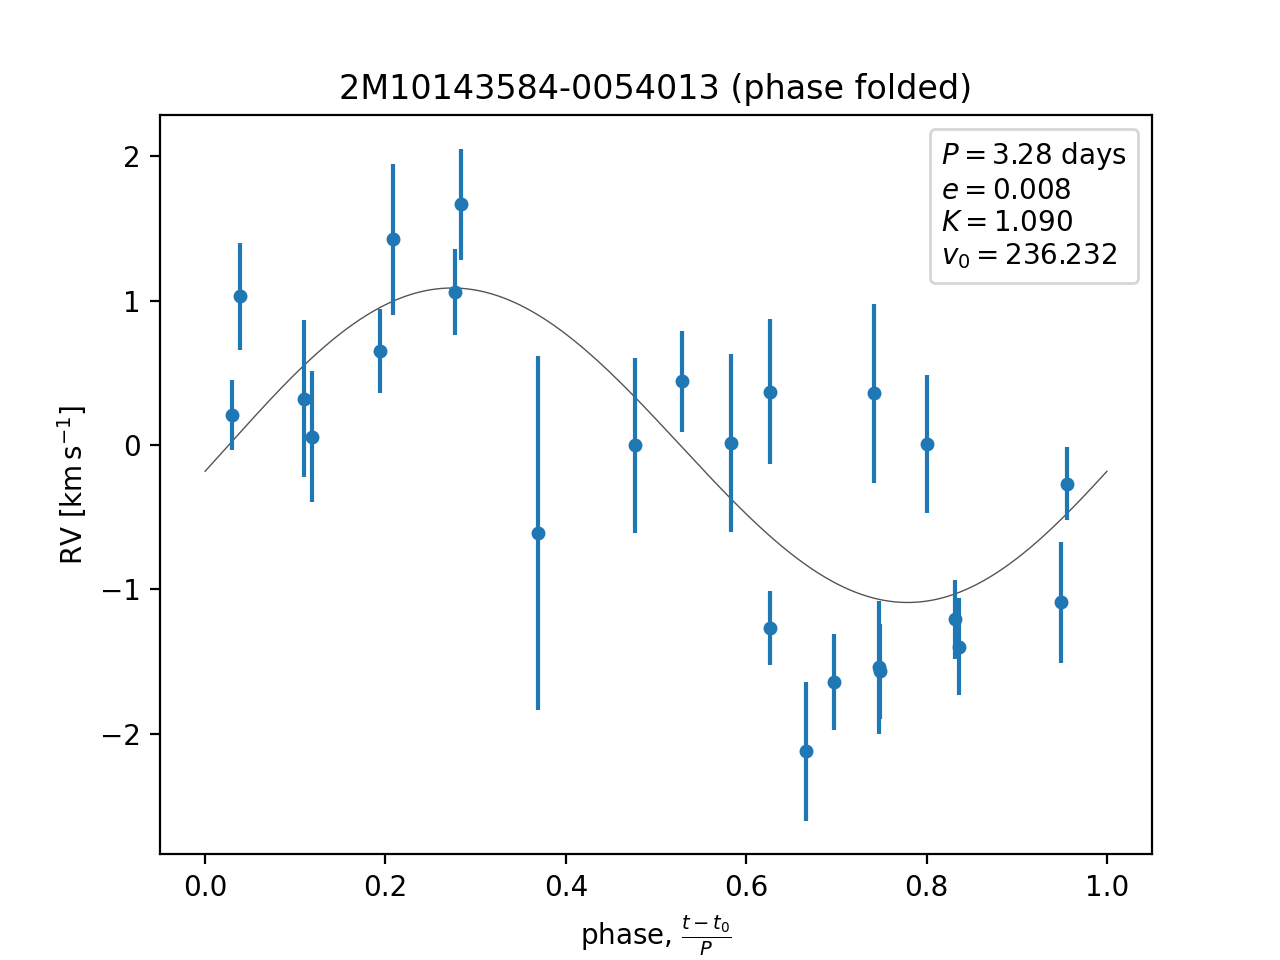 2M10143584-0054013 (phase folded)
P = 3.28 days
e = 0.008
K = 1.090
v₀ = 236.232
2
1
0
−1
−2
RV [km s⁻¹]
0.0 0.2 0.4 0.6 0.8 1.0
phase, (t − t₀)/P